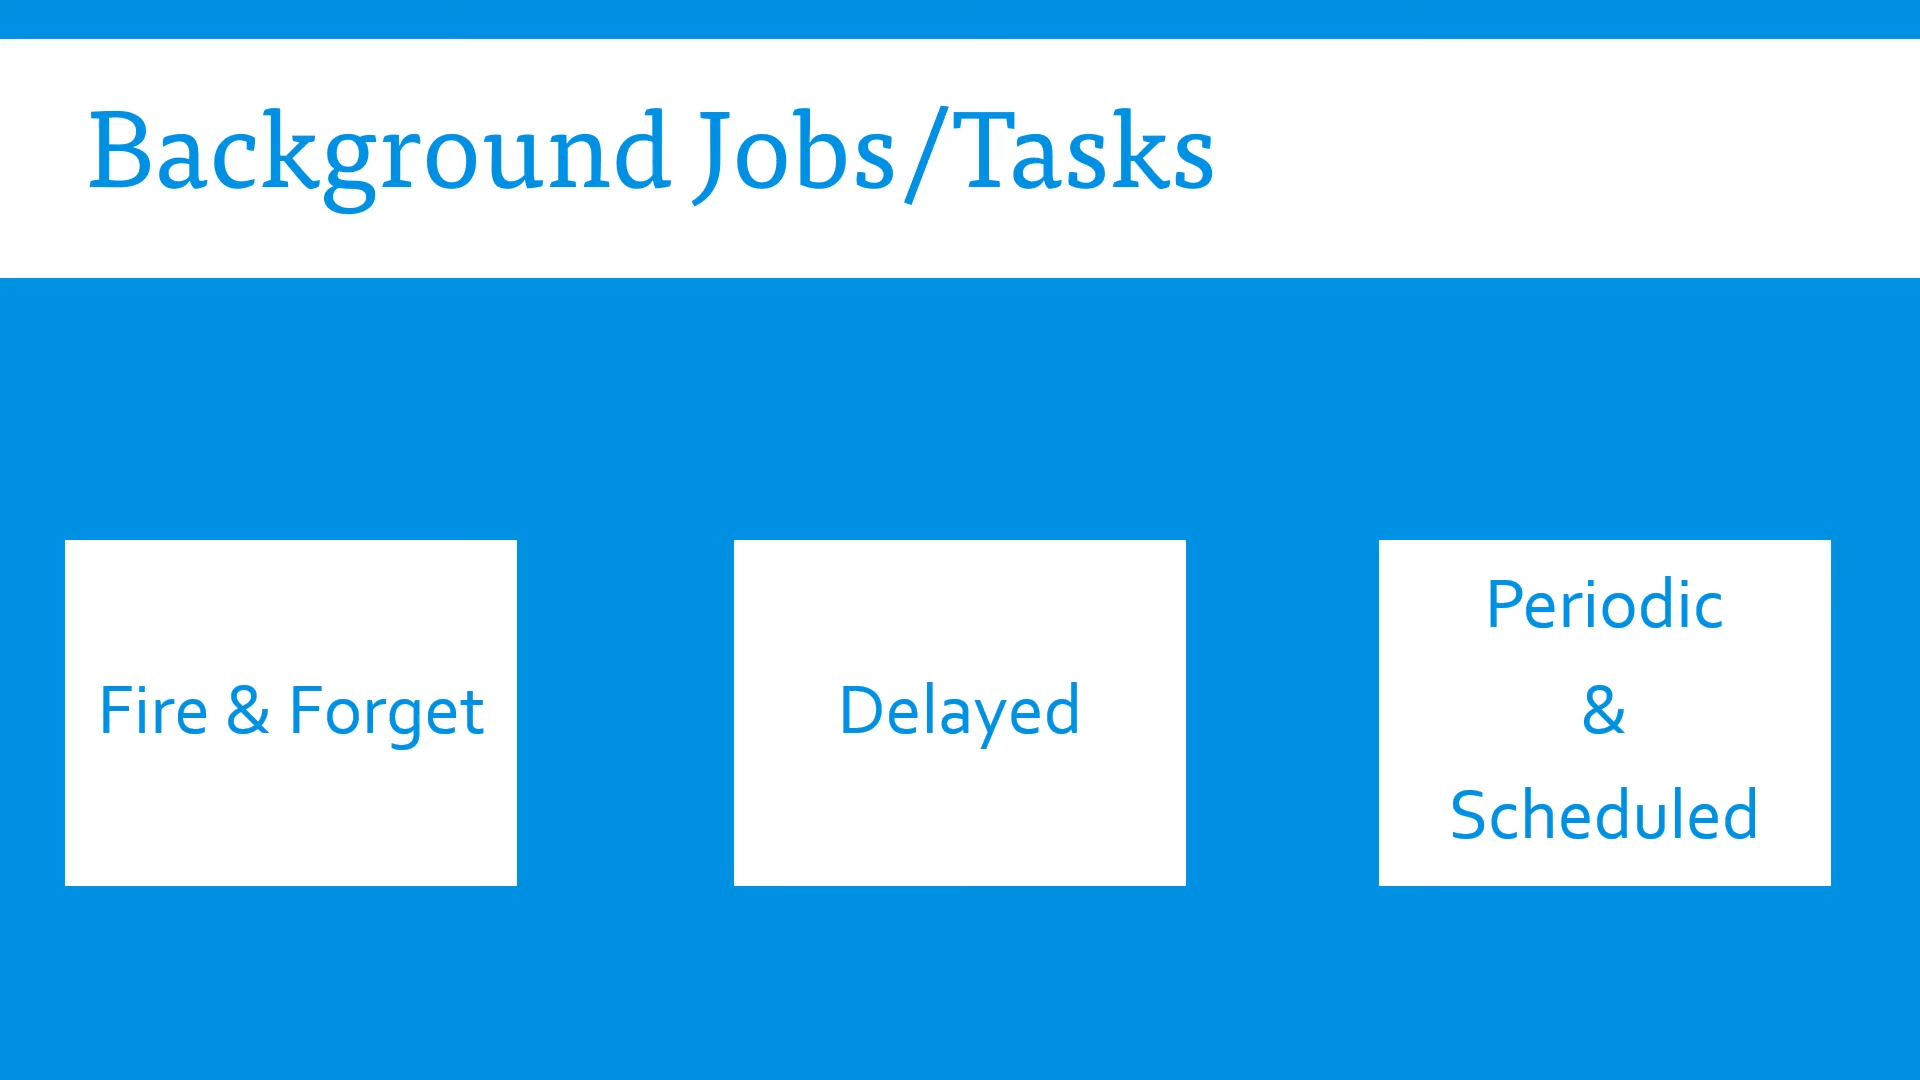 Background Jobs/Tasks
Fire & Forget
Delayed
Periodic
&
Scheduled